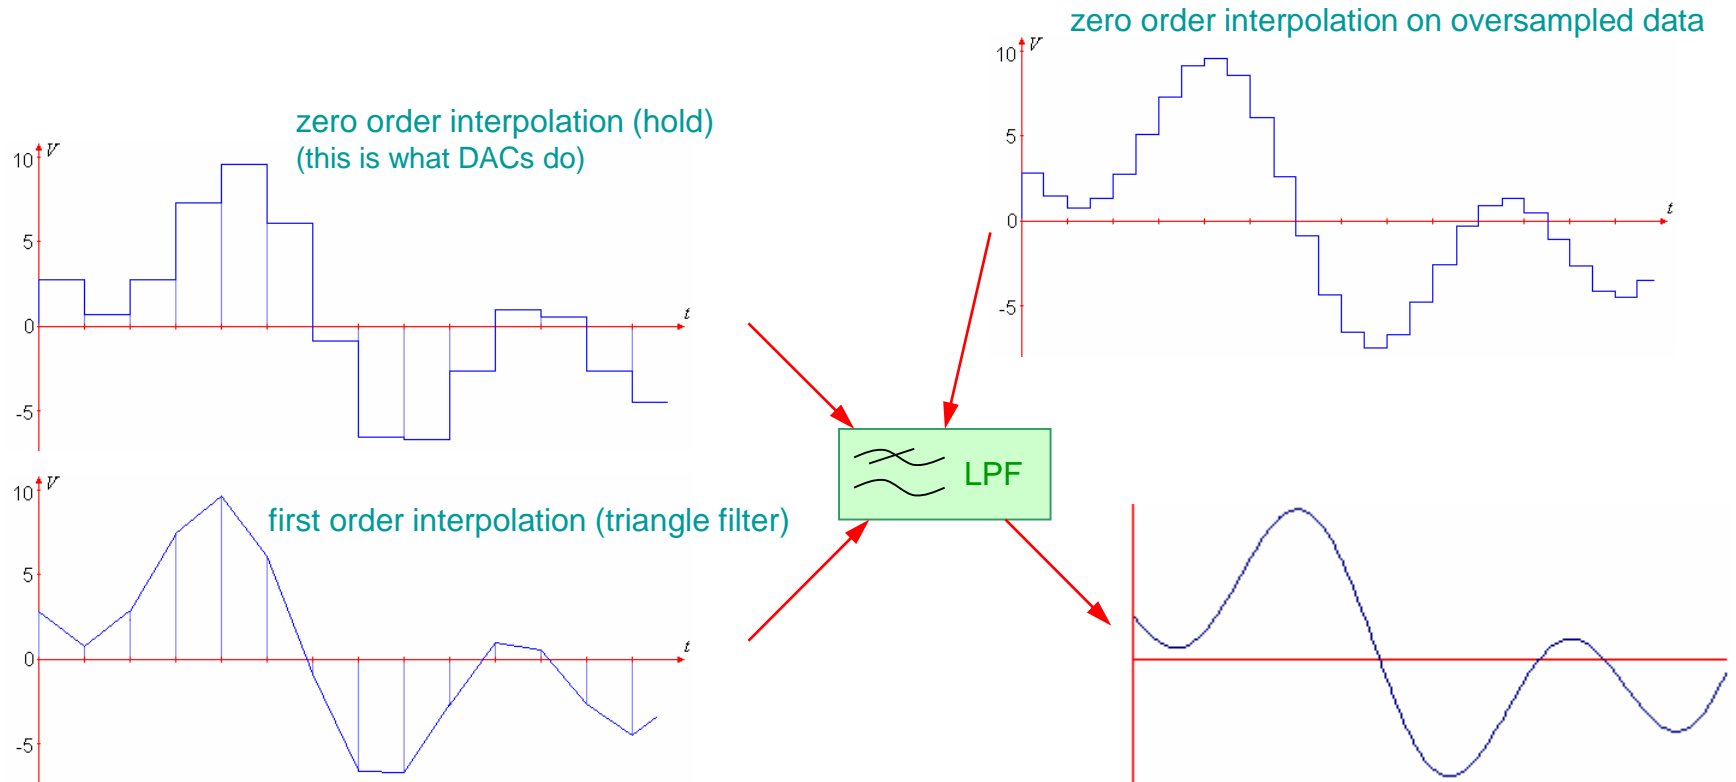 zero order interpolation on oversampled data
10
V
5
0
t
-5
zero order interpolation (hold)
(this is what DACs do)
10
V
5
0
t
-5
LPF
first order interpolation (triangle filter)
10
V
5
0
t
-5